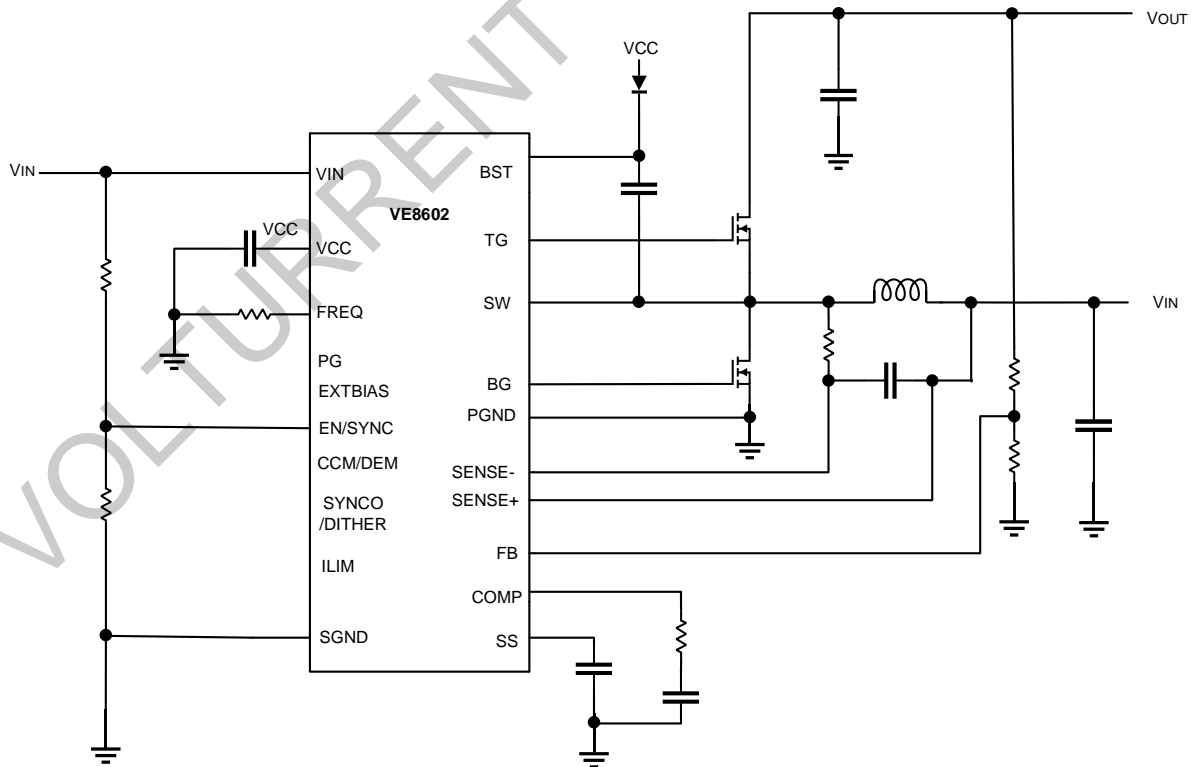 VOUT
VCC
VIN
VIN
BST
VE8602
VCC
VCC
TG
FREQ
SW
VIN
PG
EXTBIAS
BG
PGND
EN/SYNC
CCM/DEM
SENSE-
SYNCO
/DITHER
SENSE+
FB
ILIM
COMP
SGND
SS
VOLTURRENT